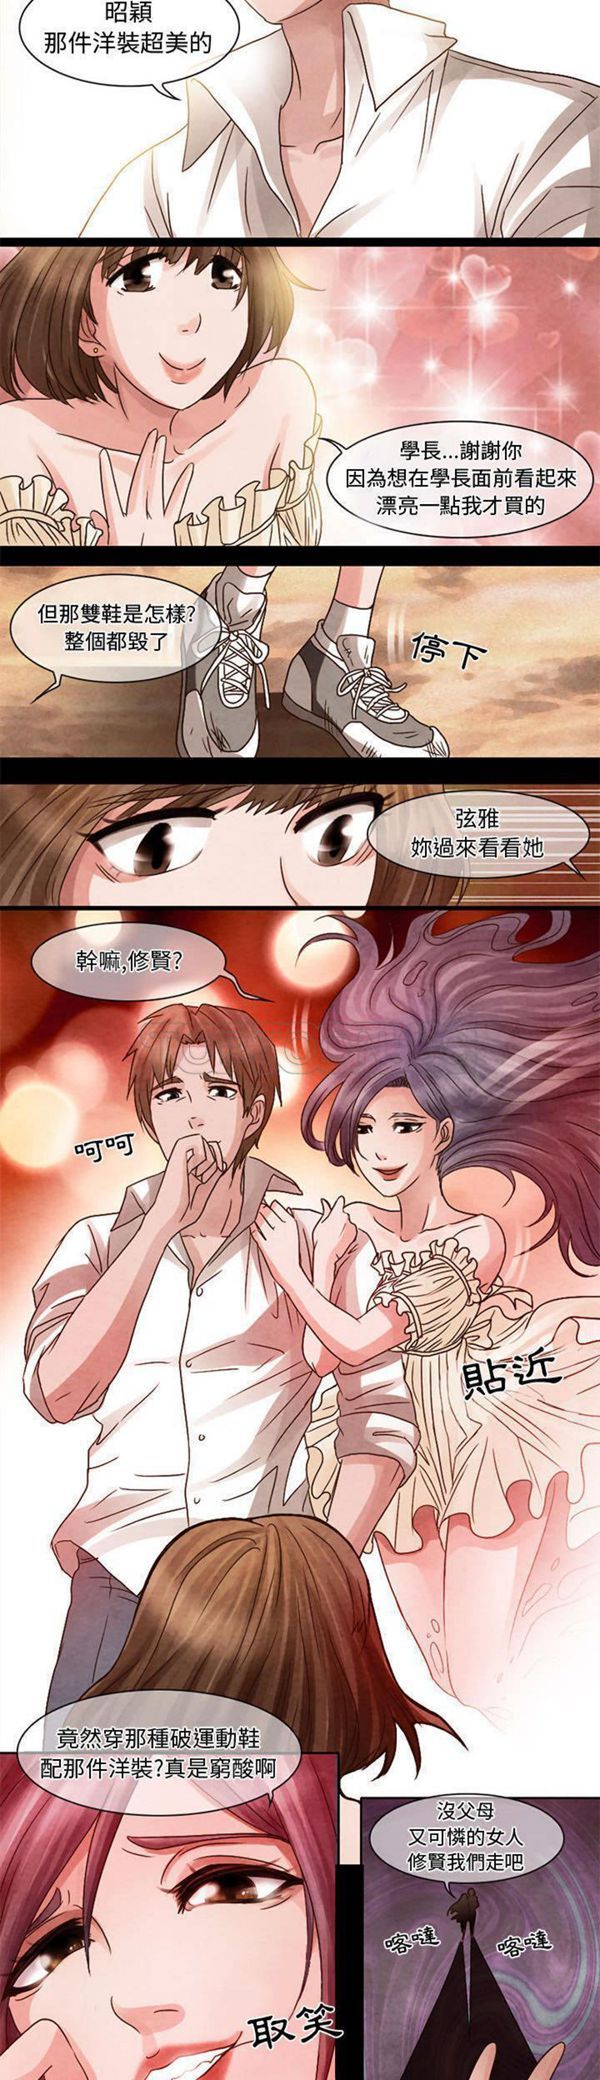 昭穎
那件洋裝超美的
學長...謝謝你
因為想在學長面前看起來
漂亮一點我才買的
但那雙鞋是怎樣?
整個都毀了
停下
弦雅
妳過來看看她
幹嘛,修賢?
呵呵
貼近
竟然穿那種破運動鞋
配那件洋裝?真是窮酸啊
取笑
沒父母
又可憐的女人
修賢我們走吧
喀噠
喀噠